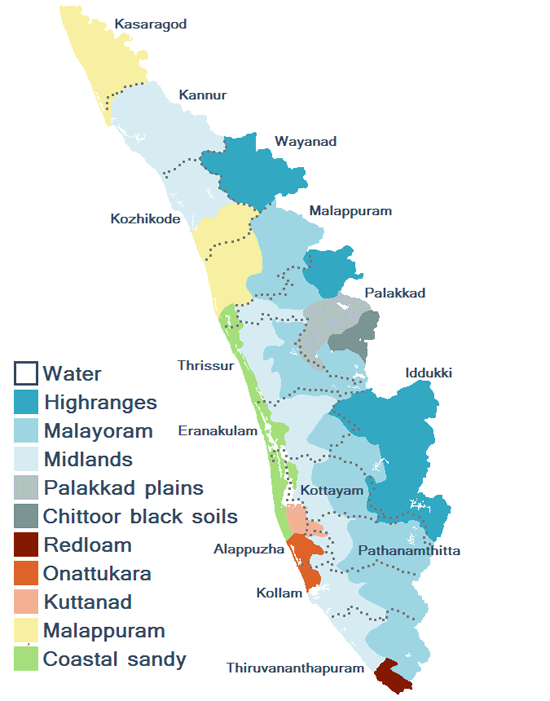 Kasaragod
Kannur
Wayanad
Kozhikode
Malappuram
Palakkad
Thrissur
Iddukki
Eranakulam
Kottayam
Alappuzha
Pathanamthitta
Kollam
Thiruvananthapuram
Water
Highranges
Malayoram
Midlands
Palakkad plains
Chittoor black soils
Redloam
Onattukara
Kuttanad
Malappuram
Coastal sandy